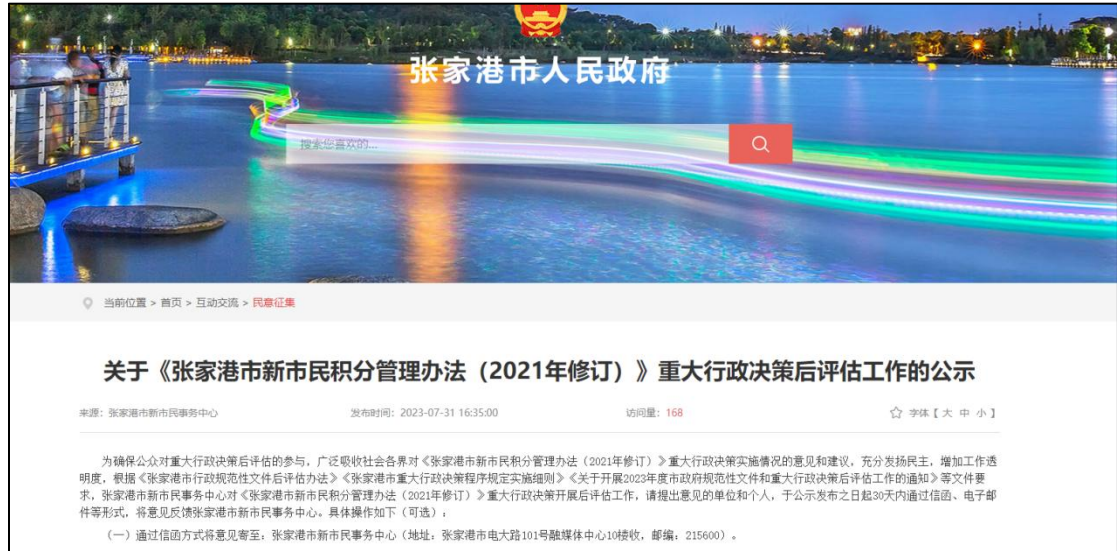 张家港市人民政府
搜索您喜欢的...
当前位置 > 首页 > 互动交流 > 民意征集
关于《张家港市新市民积分管理办法（2021年修订）》重大行政决策后评估工作的公示
来源：张家港市新市民事务中心 发布时间：2023-07-31 16:35:00 访问量：168 字体【大 中 小】
为确保公众对重大行政决策后评估的参与，广泛吸收社会各界对《张家港市新市民积分管理办法（2021年修订）》重大行政决策实施情况的意见和建议，充分发扬民主，增加工作透
明度，根据《张家港市行政规范性文件后评估办法》《张家港市重大行政决策程序规定实施细则》《关于开展2023年度市政府规范性文件和重大行政决策后评估工作的通知》等文件要
求，张家港市新市民事务中心对《张家港市新市民积分管理办法（2021年修订）》重大行政决策开展后评估工作，请提出意见的单位和个人，于公示发布之日起30天内通过信函、电子邮
件等形式，将意见反馈张家港市新市民事务中心。具体操作如下（可选）：
（一）通过信函方式将意见寄至：张家港市新市民事务中心（地址：张家港市电大路101号融媒体中心10楼收，邮编：215600）。